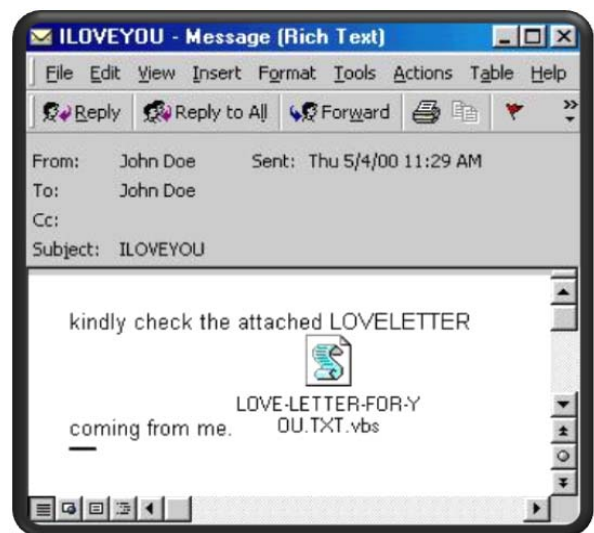 ILOVEYOU - Message (Rich Text)
File Edit View Insert Format Tools Actions Table Help
Reply Reply to All Forward »
From: John Doe Sent: Thu 5/4/00 11:29 AM
To: John Doe
Cc:
Subject: ILOVEYOU
kindly check the attached LOVELETTER
LOVE-LETTER-FOR-Y
OU.TXT.vbs
coming from me.